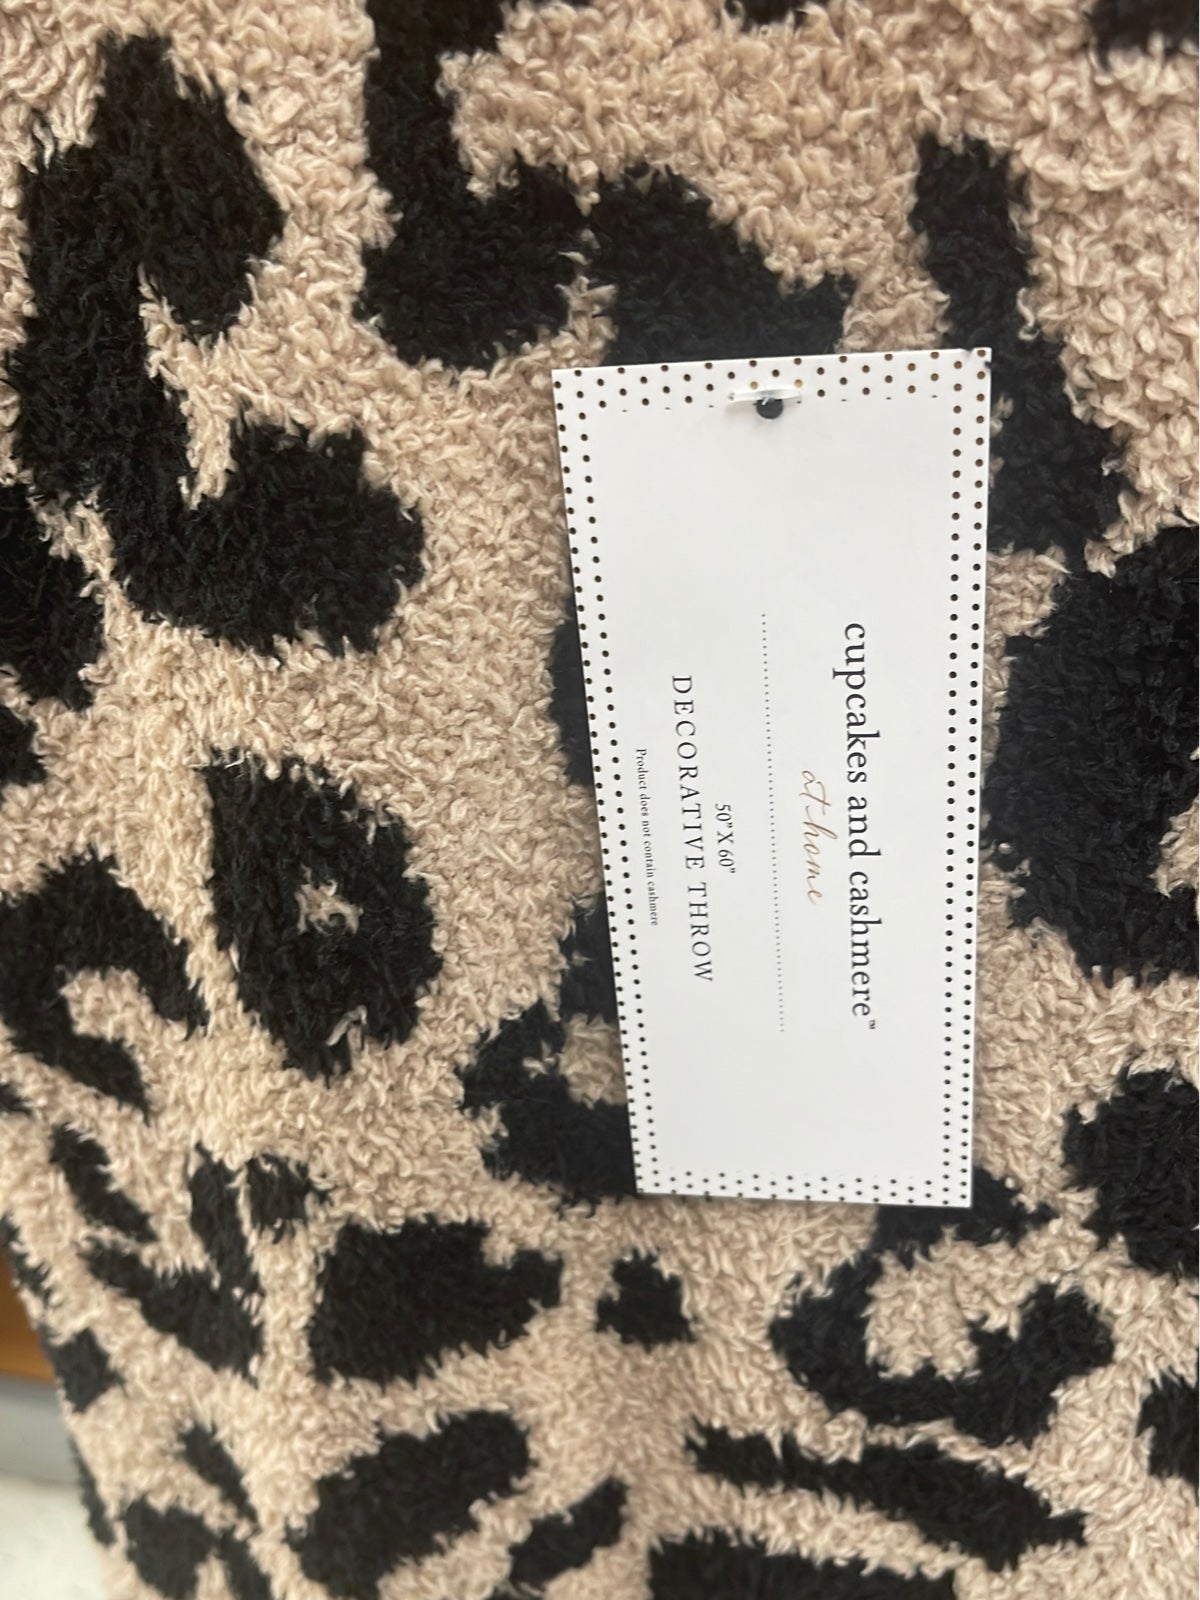 cupcakes and cashmere™
at home
50" X 60"
DECORATIVE THROW
Product does not contain cashmere